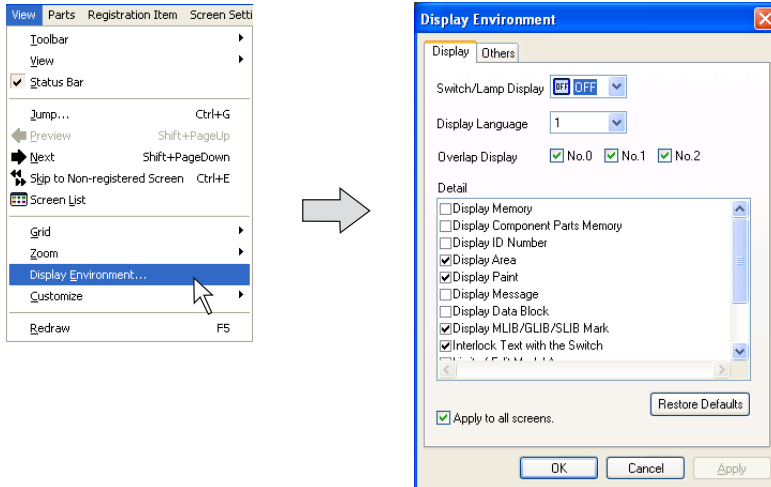 View Parts Registration Item Screen Setti
Toolbar
View
Status Bar
Jump... Ctrl+G
Preview Shift+PageUp
Next Shift+PageDown
Skip to Non-registered Screen Ctrl+E
Screen List
Grid
Zoom
Display Environment...
Customize
Redraw F5
Display Environment
Display Others
Switch/Lamp Display OFF OFF
Display Language 1
Overlap Display No.0 No.1 No.2
Detail
Display Memory
Display Component Parts Memory
Display ID Number
Display Area
Display Paint
Display Message
Display Data Block
Display MLIB/GLIB/SLIB Mark
Interlock Text with the Switch
Apply to all screens.
Restore Defaults
OK Cancel Apply